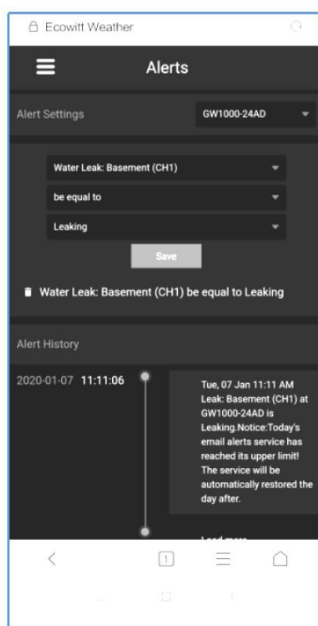 Ecowitt Weather
Alerts
Alert Settings
GW1000-24AD
Water Leak: Basement (CH1)
be equal to
Leaking
Save
Water Leak: Basement (CH1) be equal to Leaking
Alert History
2020-01-07 11:11:06
Tue, 07 Jan 11:11 AM
Leak: Basement (CH1) at
GW1000-24AD is
Leaking.Notice:Today's
email alerts service has
reached its upper limit!
The service will be
automatically restored the
day after.
Load more
1